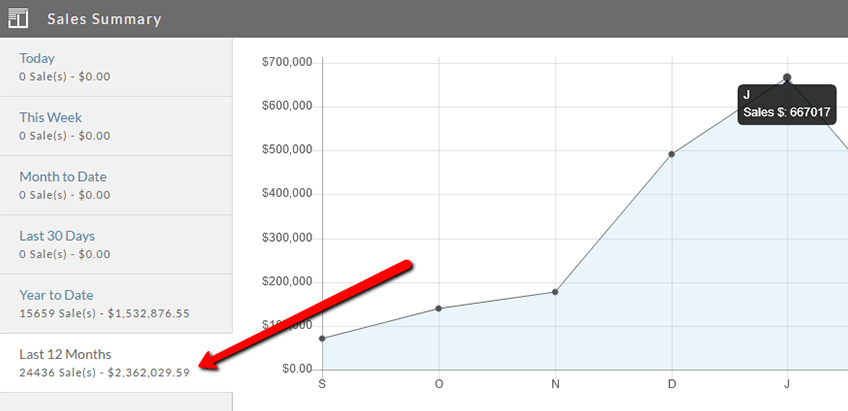 Sales Summary
Today
0 Sale(s) - $0.00
This Week
0 Sale(s) - $0.00
Month to Date
0 Sale(s) - $0.00
Last 30 Days
0 Sale(s) - $0.00
Year to Date
15659 Sale(s) - $1,532,876.55
Last 12 Months
24436 Sale(s) - $2,362,029.59
$700,000
$600,000
$500,000
$400,000
$300,000
$200,000
$100,000
$0.00
J
Sales $: 667017
S O N D J